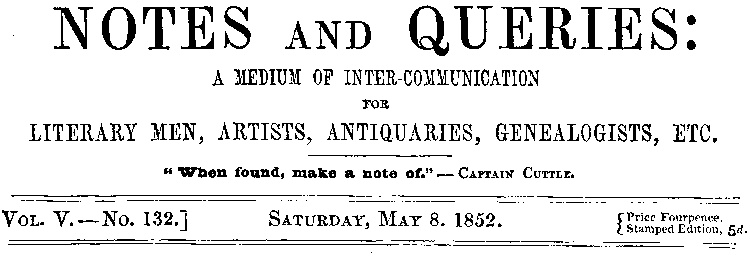 NOTES AND QUERIES:
A MEDIUM OF INTER-COMMUNICATION
FOR
LITERARY MEN, ARTISTS, ANTIQUARIES, GENEALOGISTS, ETC.
"When found, make a note of."—CAPTAIN CUTTLE.
VOL. V.—No. 132.] SATURDAY, MAY 8. 1852. {Price Fourpence.
{Stamped Edition, 5d.